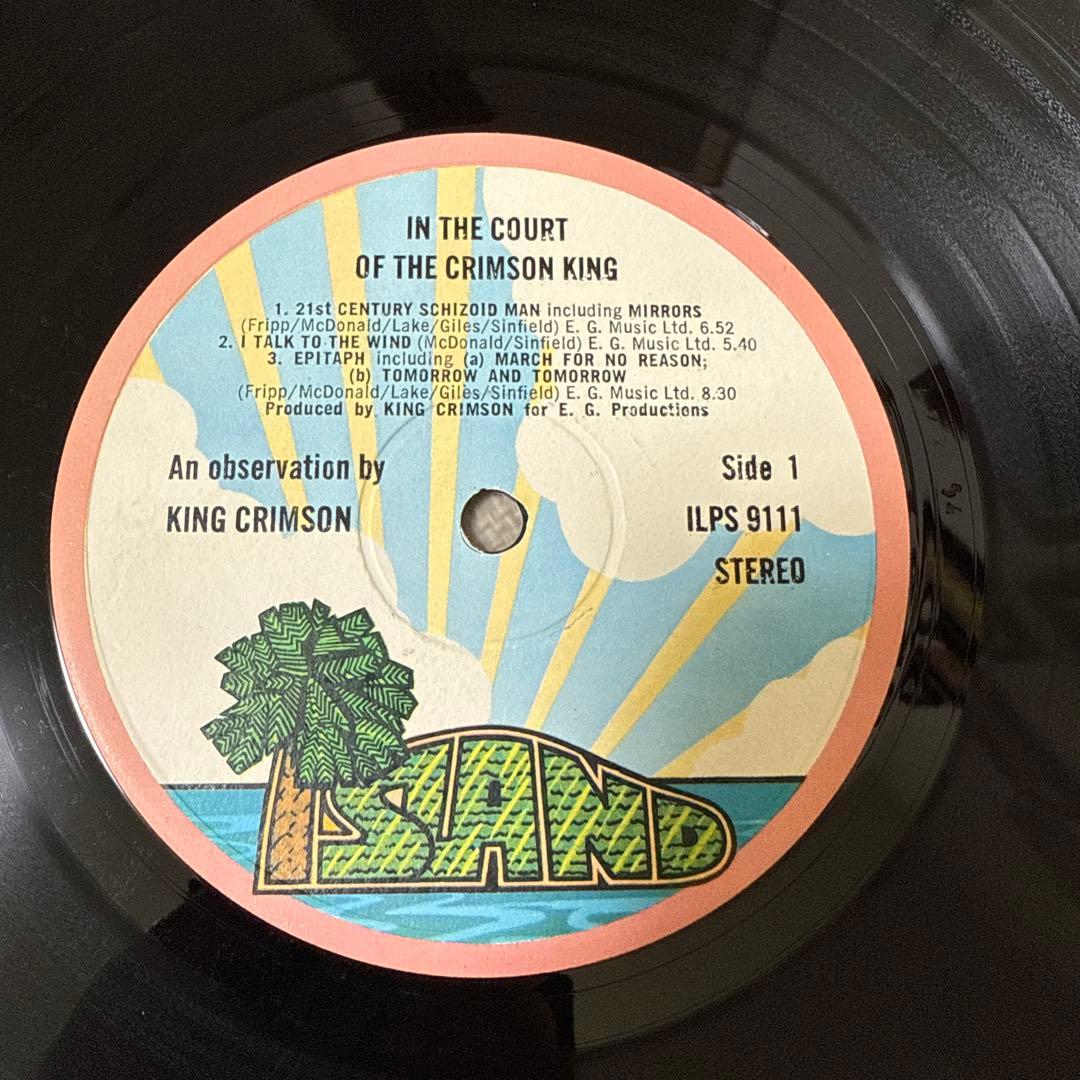 IN THE COURT
OF THE CRIMSON KING
1. 21st CENTURY SCHIZOID MAN including MIRRORS
(Fripp/McDonald/Lake/Giles/Sinfield) E. G. Music Ltd. 6.52
2. I TALK TO THE WIND (McDonald/Sinfield) E. G. Music Ltd. 5.40
3. EPITAPH including (a) MARCH FOR NO REASON;
(b) TOMORROW AND TOMORROW
(Fripp/McDonald/Lake/Giles/Sinfield) E. G. Music Ltd. 8.30
Produced by KING CRIMSON for E. G. Productions
An observation by
KING CRIMSON
Side 1
ILPS 9111
STEREO
ISLAND